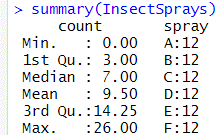 > summary(InsectSprays)
     count       spray
 Min.   : 0.00   A:12
 1st Qu.: 3.00   B:12
 Median : 7.00   C:12
 Mean   : 9.50   D:12
 3rd Qu.:14.25   E:12
 Max.   :26.00   F:12